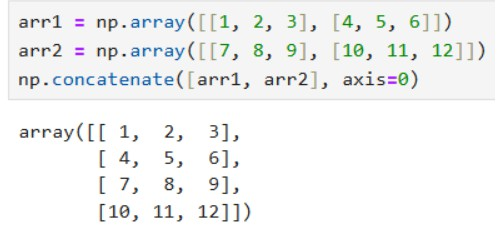 arr1 = np.array([[1, 2, 3], [4, 5, 6]])
arr2 = np.array([[7, 8, 9], [10, 11, 12]])
np.concatenate([arr1, arr2], axis=0)
array([[ 1,  2,  3],
       [ 4,  5,  6],
       [ 7,  8,  9],
       [10, 11, 12]])